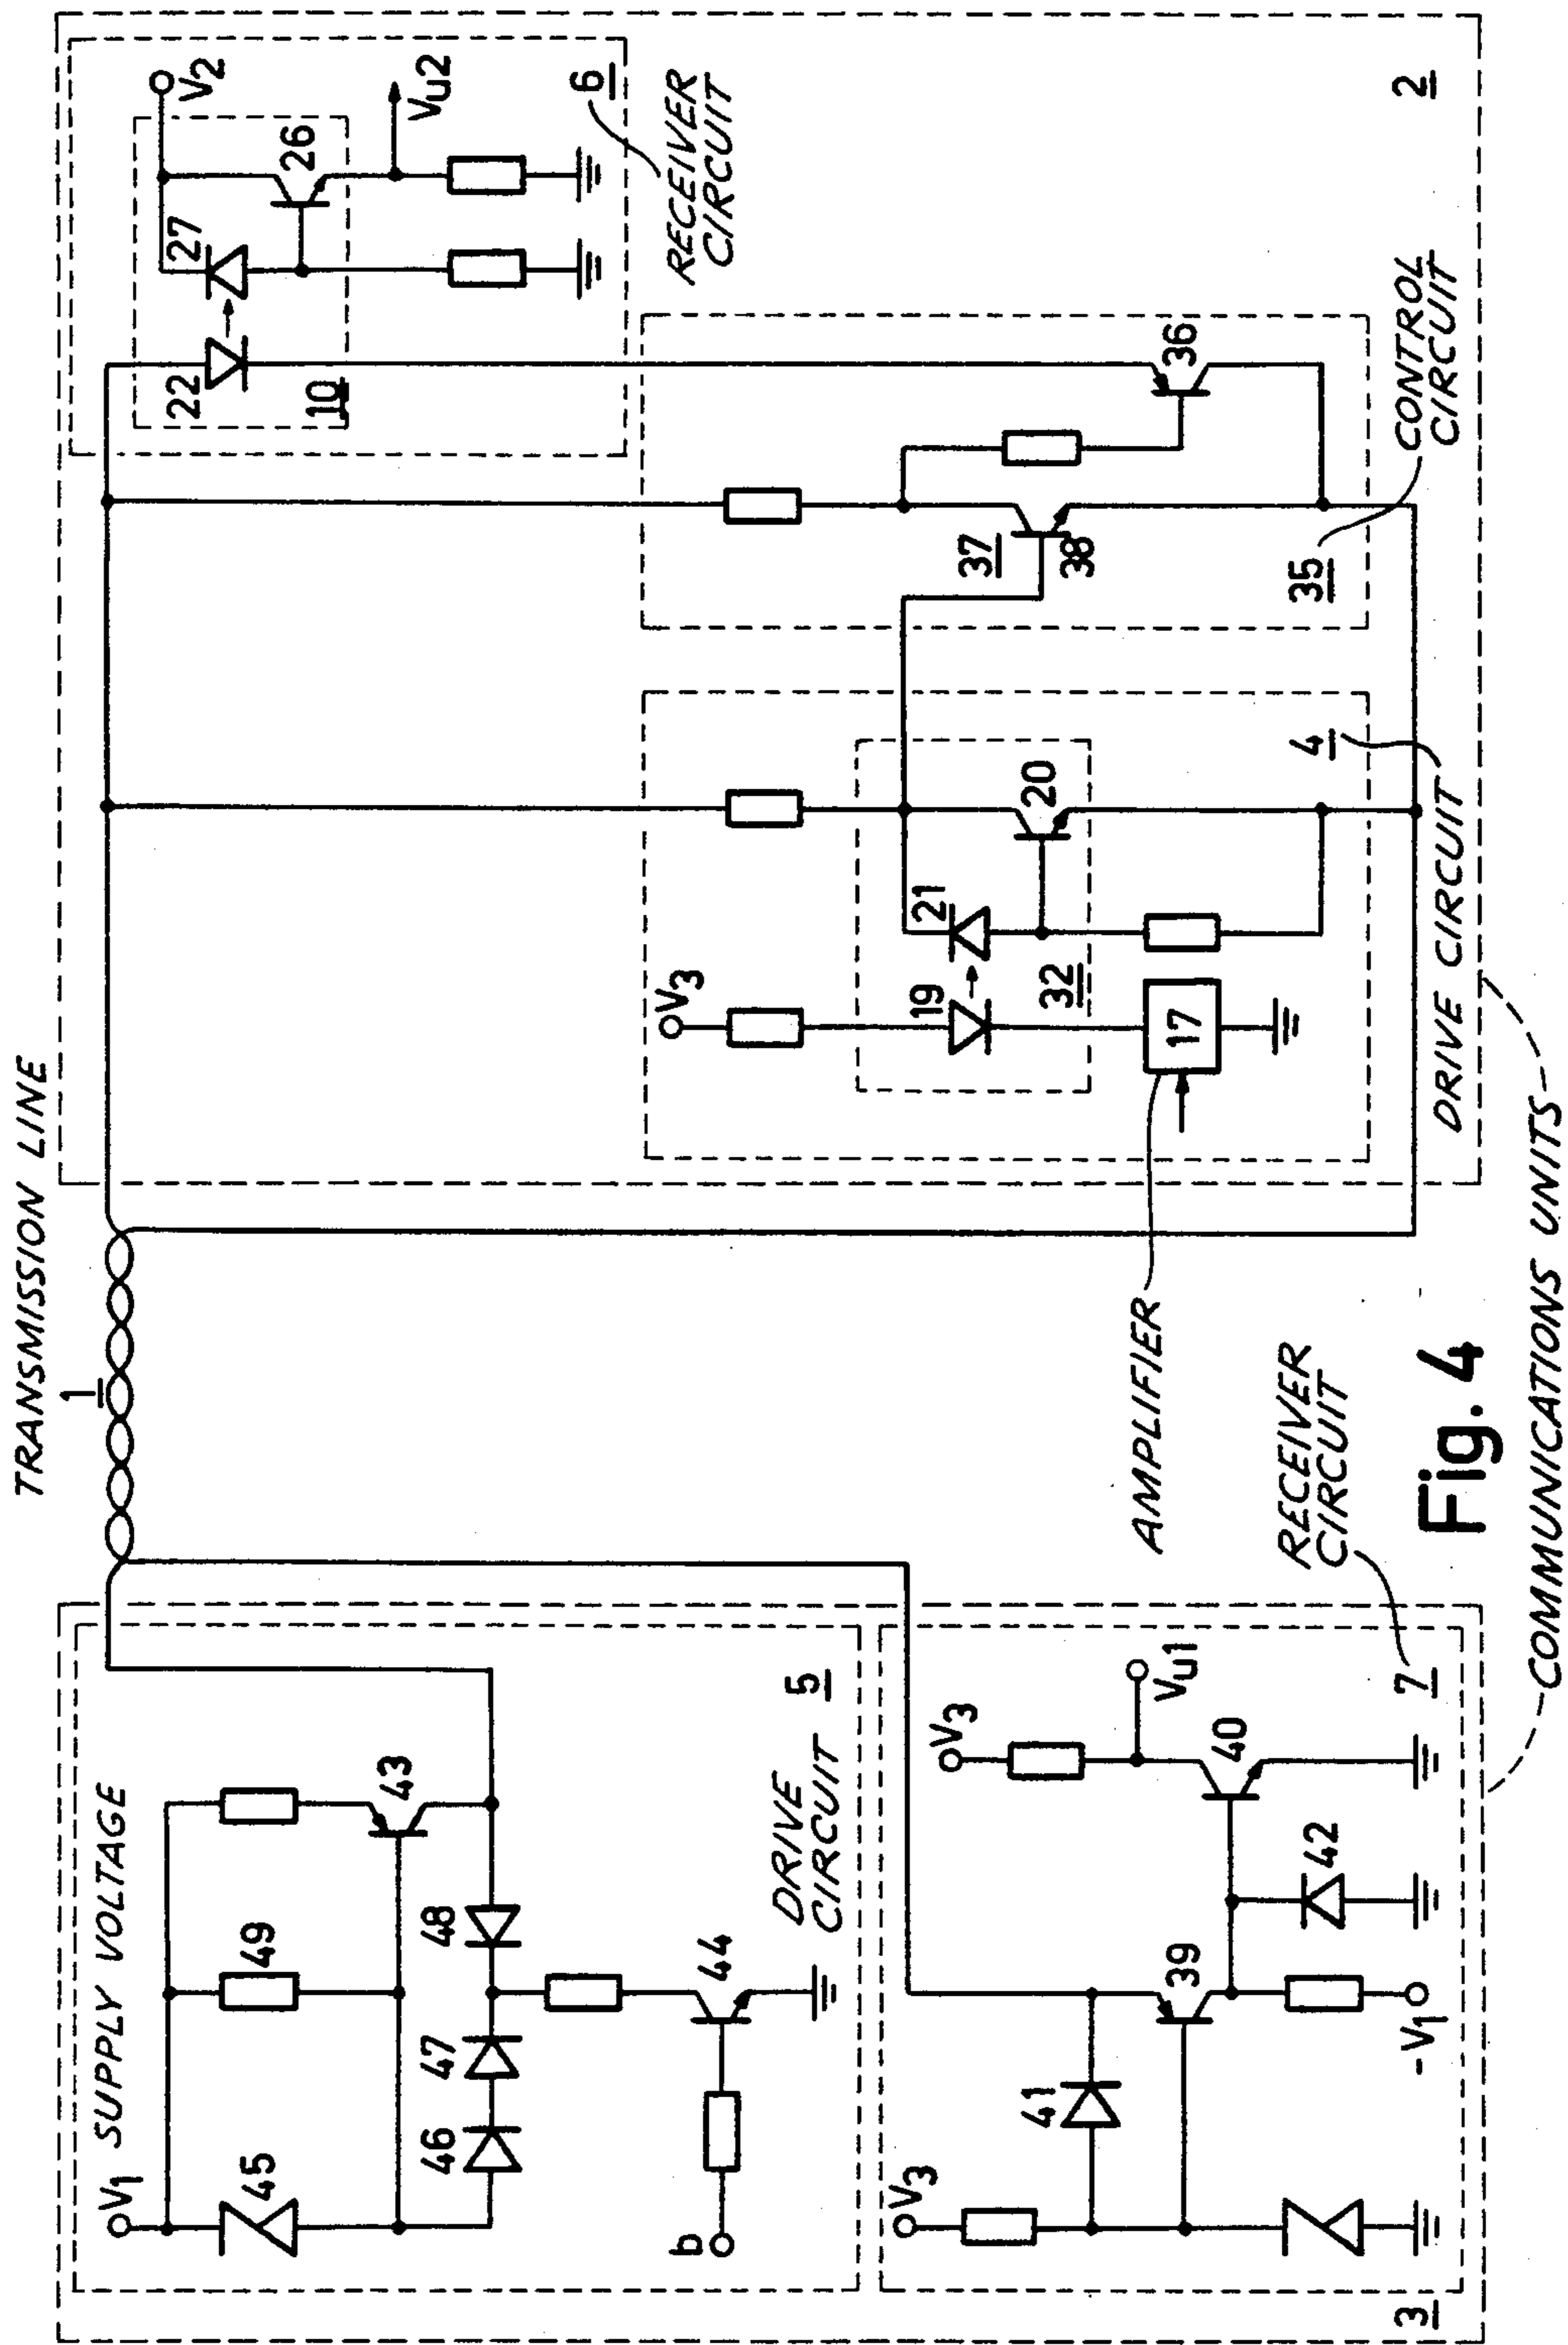 TRANSMISSION LINE
1
V1 SUPPLY VOLTAGE
45
49
43
46
47
48
44
b
DRIVE
CIRCUIT
5
V3
41
39
-V1
42
V3
40
Vu1
7
3
RECEIVER
CIRCUIT
AMPLIFIER
V3
19
21
32
20
17
4
DRIVE CIRCUIT
37
38
36
35
CONTROL
CIRCUIT
22
27
10
26
V2
Vu2
6
RECEIVER
CIRCUIT
2
Fig. 4
COMMUNICATIONS UNITS